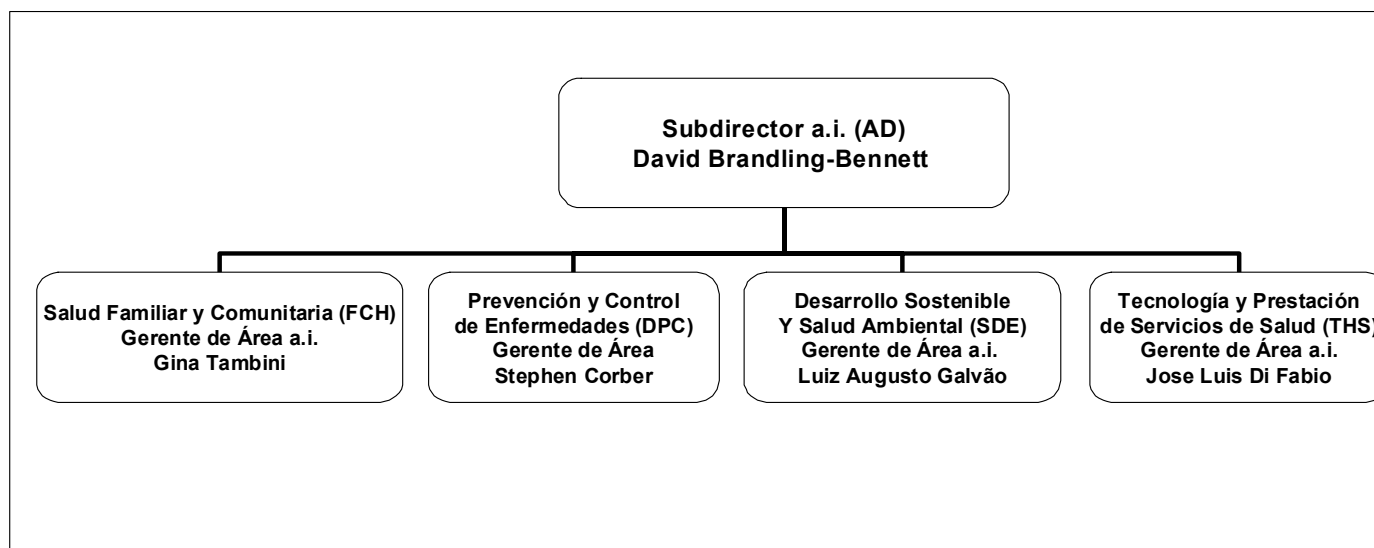 Subdirector a.i. (AD)
David Brandling-Bennett
Salud Familiar y Comunitaria (FCH)
Gerente de Área a.i.
Gina Tambini
Prevención y Control
de Enfermedades (DPC)
Gerente de Área
Stephen Corber
Desarrollo Sostenible
Y Salud Ambiental (SDE)
Gerente de Área a.i.
Luiz Augusto Galvão
Tecnología y Prestación
de Servicios de Salud (THS)
Gerente de Área a.i.
Jose Luis Di Fabio